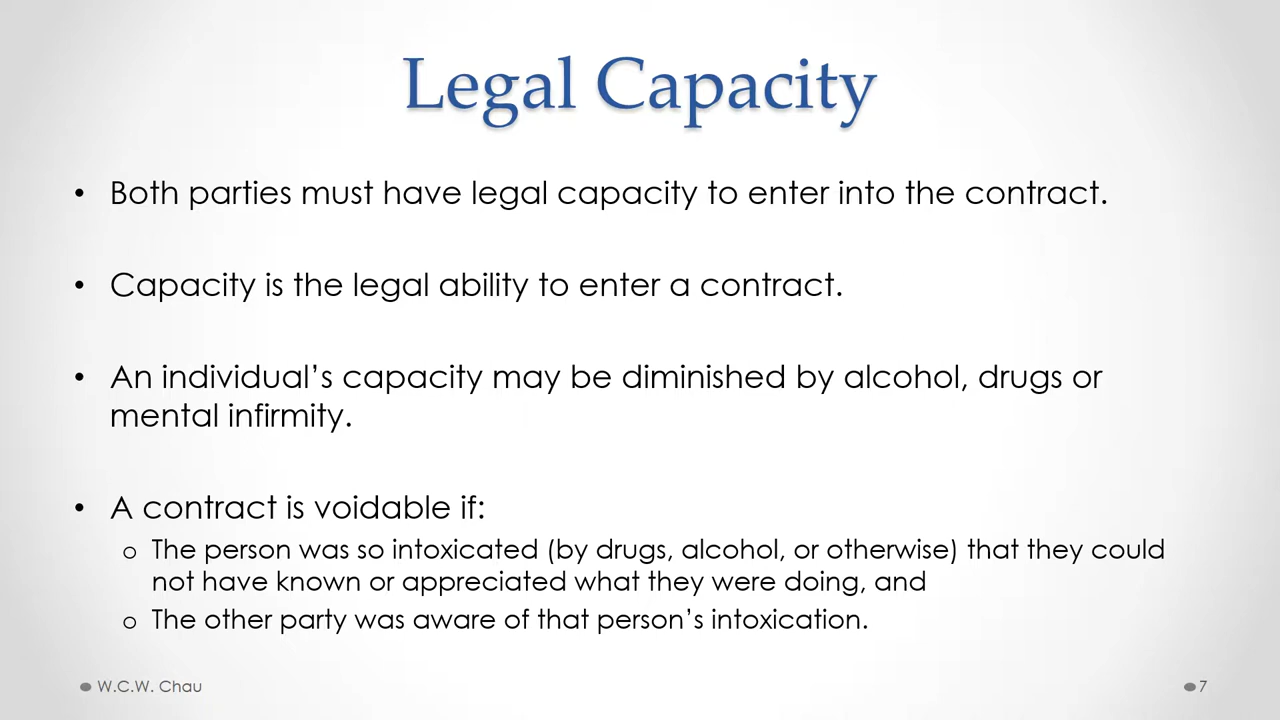 Legal Capacity
• Both parties must have legal capacity to enter into the contract.
• Capacity is the legal ability to enter a contract.
• An individual’s capacity may be diminished by alcohol, drugs or
mental infirmity.
• A contract is voidable if:
o The person was so intoxicated (by drugs, alcohol, or otherwise) that they could
not have known or appreciated what they were doing, and
o The other party was aware of that person’s intoxication.
W.C.W. Chau
7